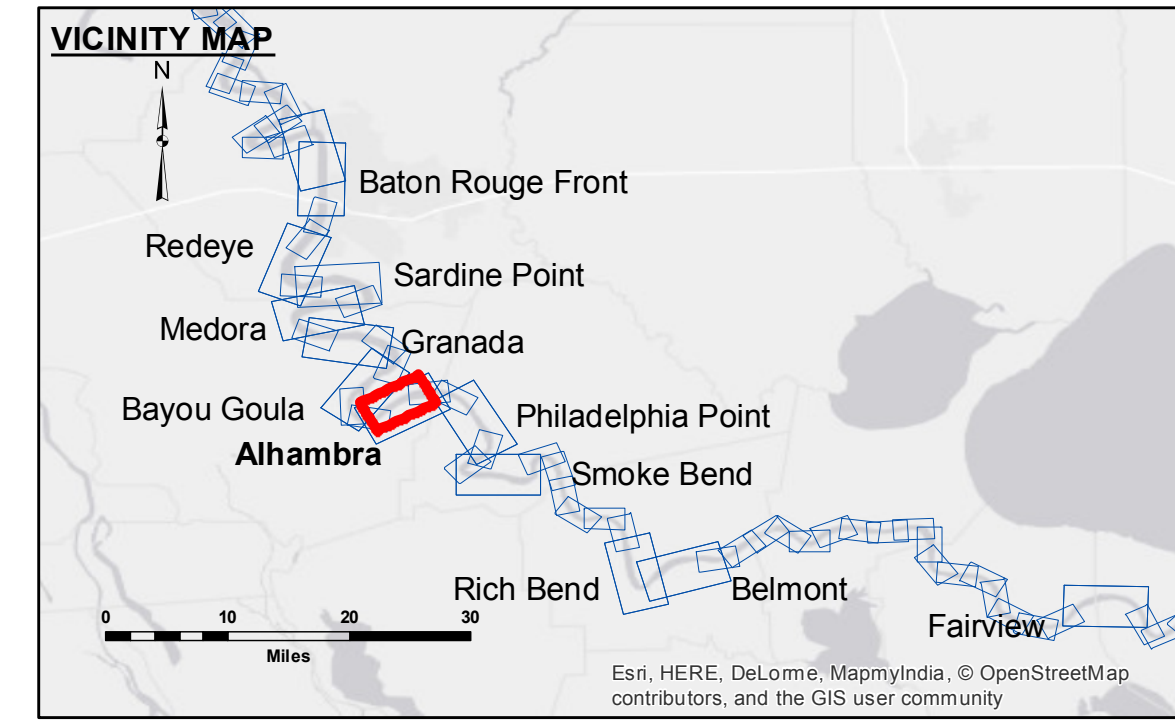 VICINITY MAP
N
Baton Rouge Front
Redeye
Sardine Point
Medora
Granada
Bayou Goula
Philadelphia Point
Alhambra
Smoke Bend
Rich Bend
Belmont
Fairview
0 10 20 30
Miles
Esri, HERE, DeLorme, MapmyIndia, © OpenStreetMap
contributors, and the GIS user community